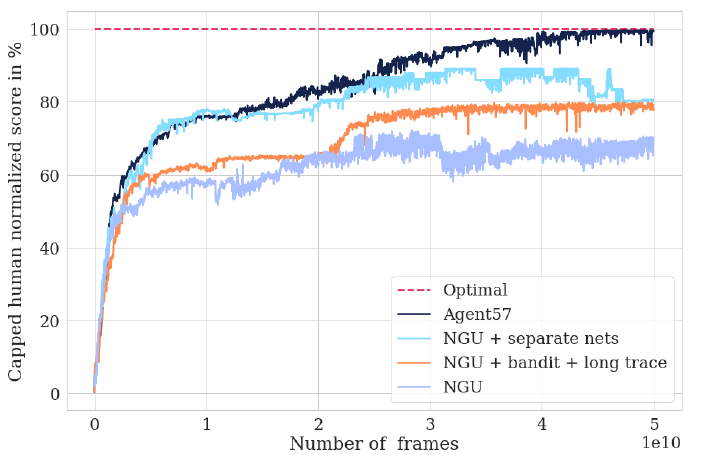 Capped human normalized score in %
100
80
60
40
20
0
Optimal
Agent57
NGU + separate nets
NGU + bandit + long trace
NGU
0
1
2
3
4
5
1e10
Number of frames